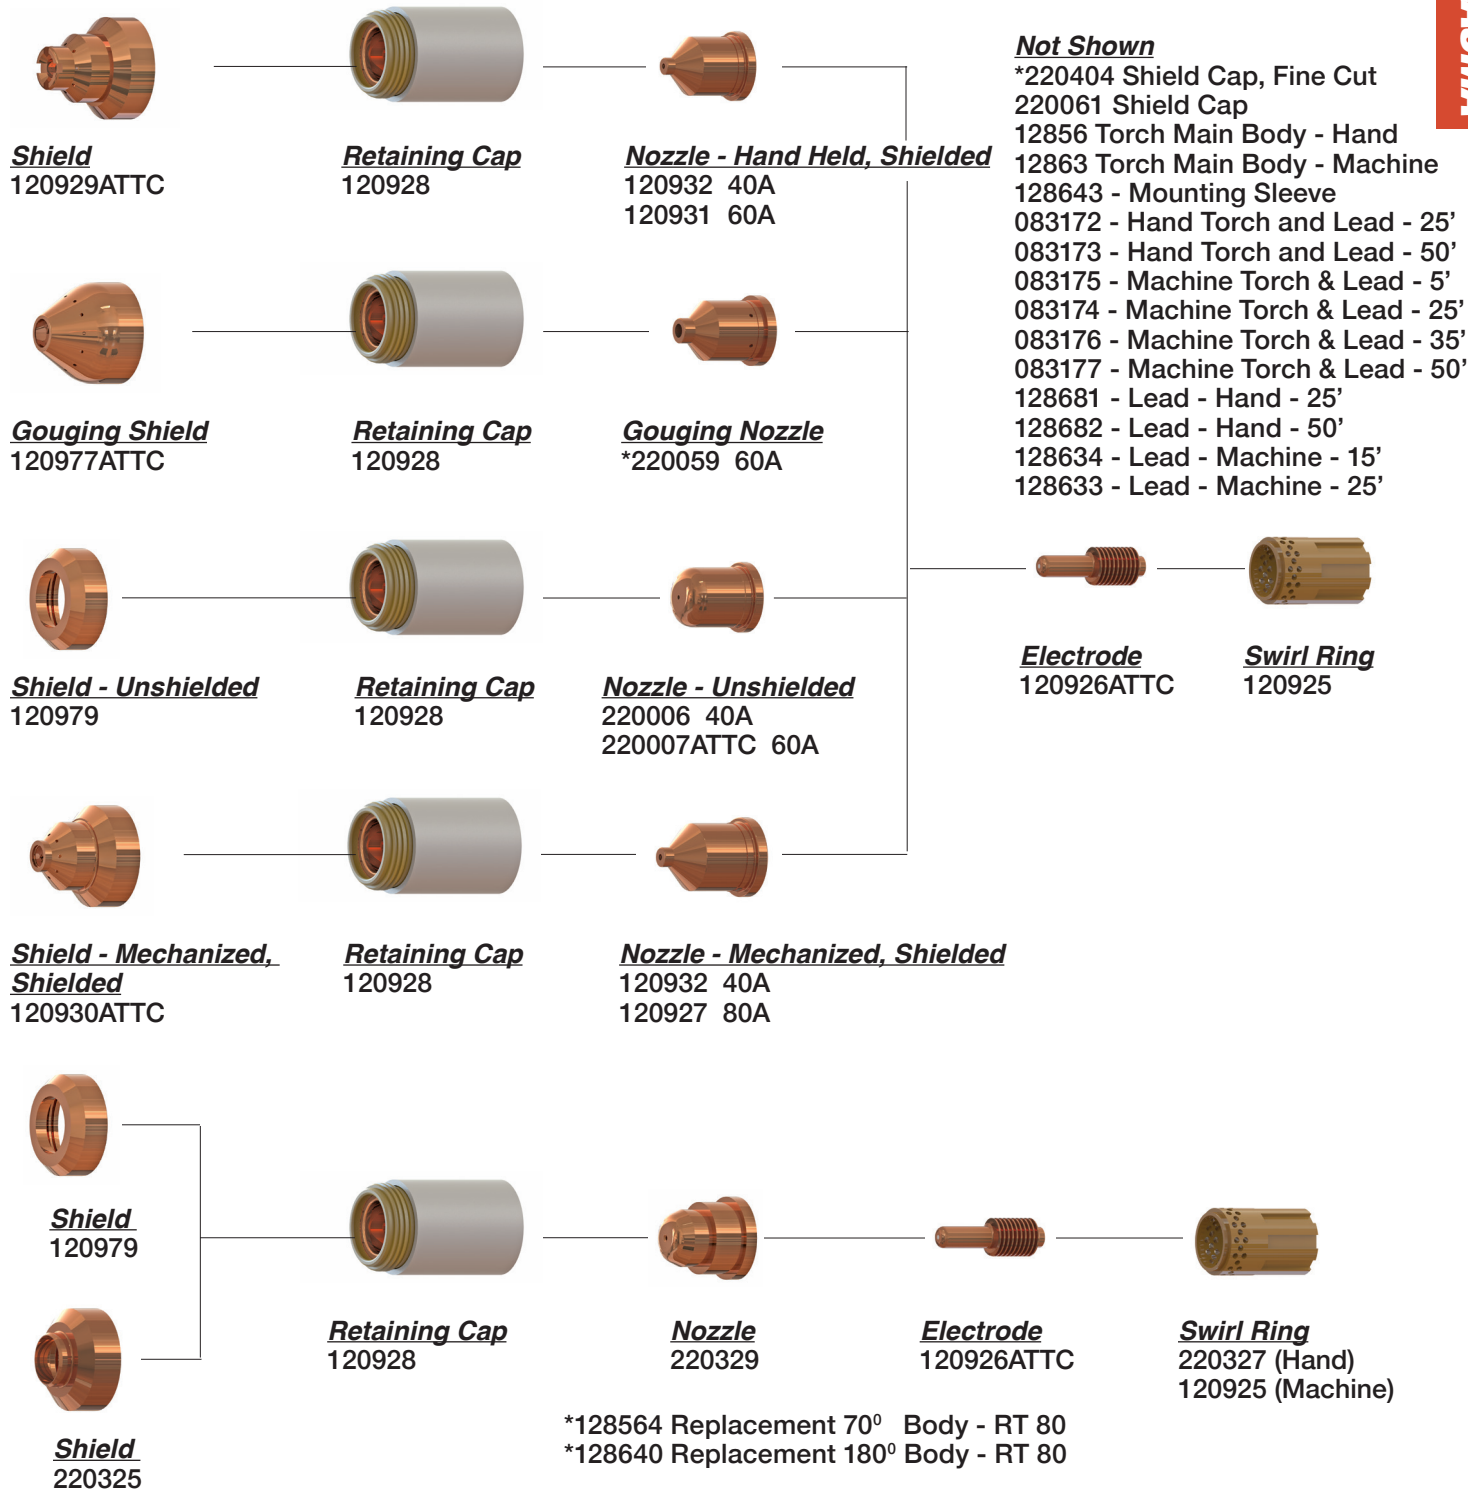 Shield
120929ATTC
Retaining Cap
120928
Nozzle - Hand Held, Shielded
120932 40A
120931 60A
Not Shown
*220404 Shield Cap, Fine Cut
220061 Shield Cap
12856 Torch Main Body - Hand
12863 Torch Main Body - Machine
128643 - Mounting Sleeve
083172 - Hand Torch and Lead - 25’
083173 - Hand Torch and Lead - 50’
083175 - Machine Torch & Lead - 5’
083174 - Machine Torch & Lead - 25’
083176 - Machine Torch & Lead - 35’
083177 - Machine Torch & Lead - 50’
128681 - Lead - Hand - 25’
128682 - Lead - Hand - 50’
128634 - Lead - Machine - 15’
128633 - Lead - Machine - 25’
Gouging Shield
120977ATTC
Retaining Cap
120928
Gouging Nozzle
*220059 60A
Shield - Unshielded
120979
Retaining Cap
120928
Nozzle - Unshielded
220006 40A
220007ATTC 60A
Electrode
120926ATTC
Swirl Ring
120925
Shield - Mechanized,
Shielded
120930ATTC
Retaining Cap
120928
Nozzle - Mechanized, Shielded
120932 40A
120927 80A
Shield
120979
Shield
220325
Retaining Cap
120928
Nozzle
220329
Electrode
120926ATTC
Swirl Ring
220327 (Hand)
120925 (Machine)
*128564 Replacement 70⁰ Body - RT 80
*128640 Replacement 180⁰ Body - RT 80